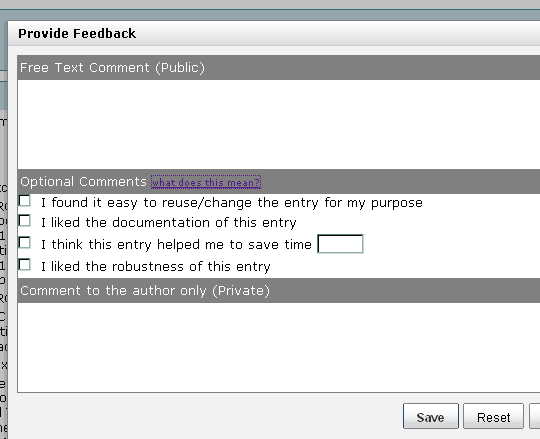 Provide Feedback
Free Text Comment (Public)
Optional Comments what does this mean?
I found it easy to reuse/change the entry for my purpose
I liked the documentation of this entry
I think this entry helped me to save time
I liked the robustness of this entry
Comment to the author only (Private)
Save Reset